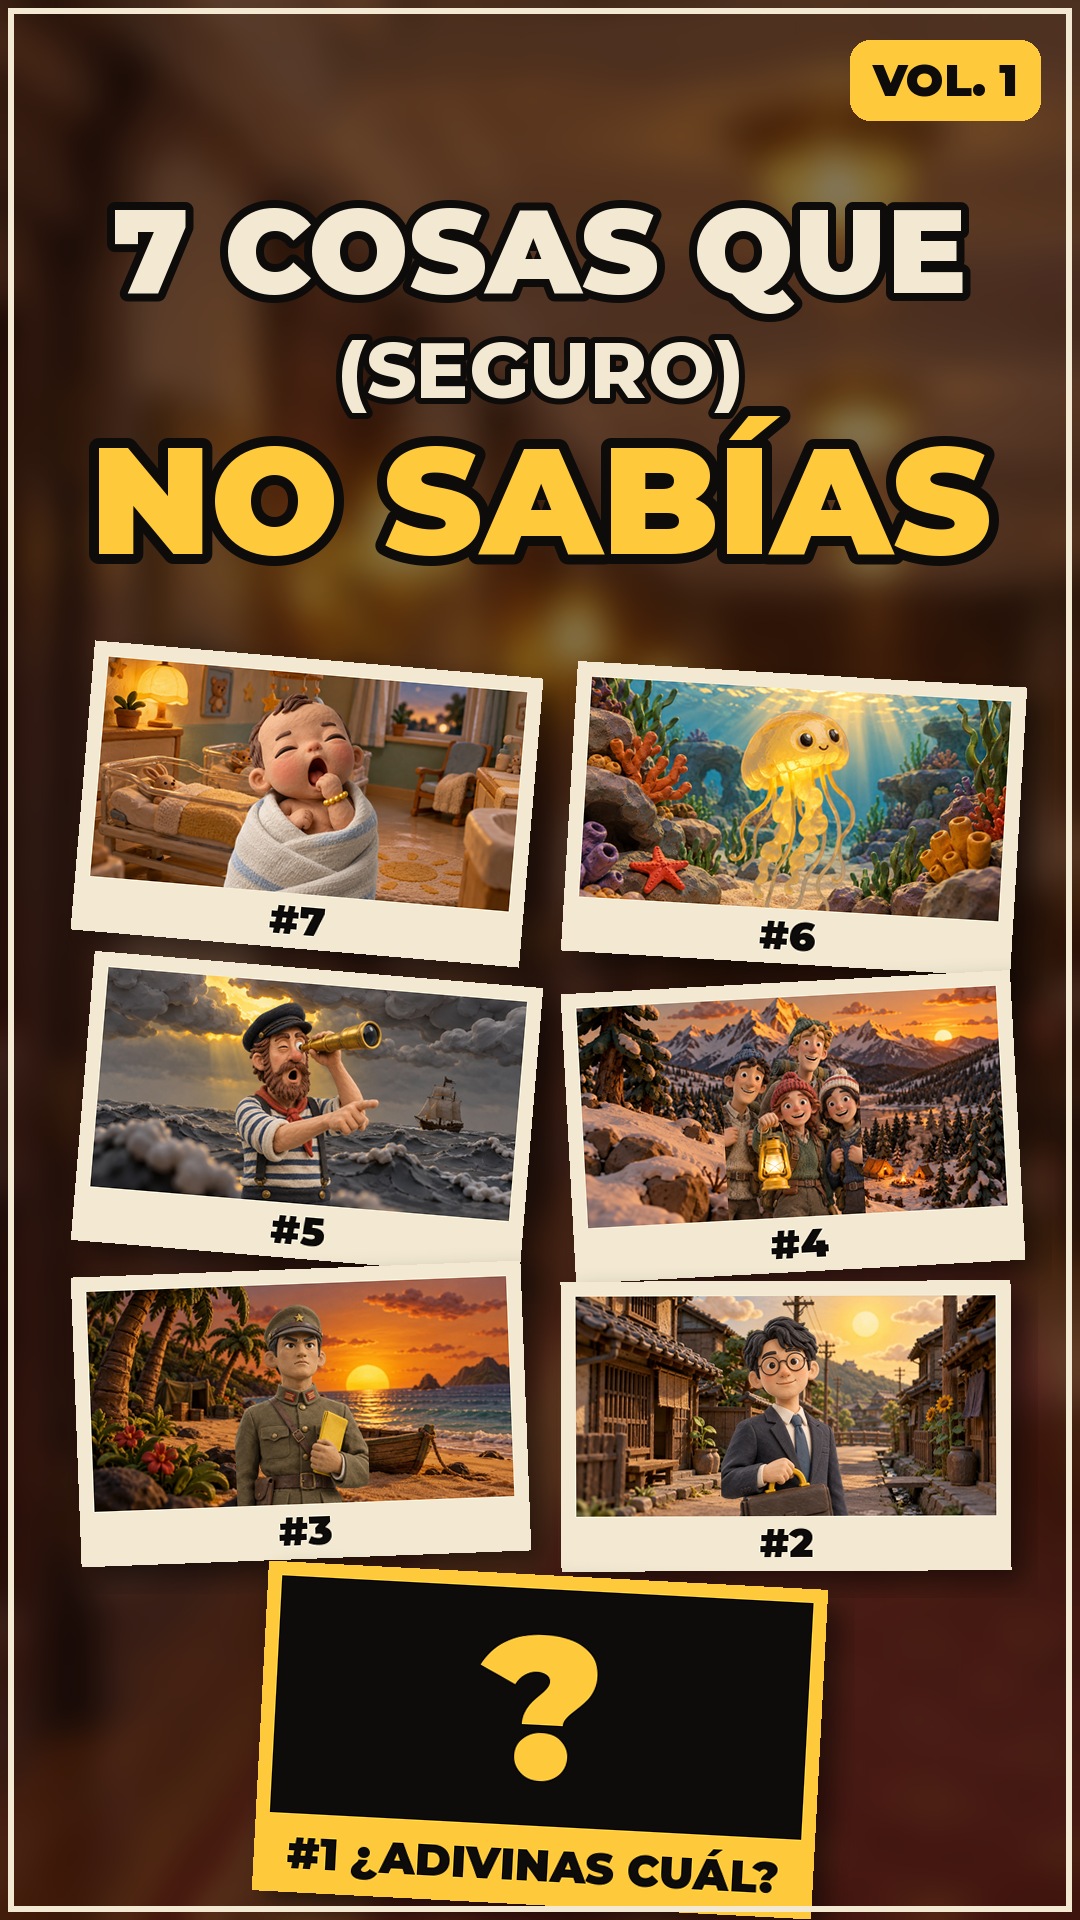 VOL. 1
7 COSAS QUE
(SEGURO)
NO SABÍAS
#7
#6
#5
#4
#3
#2
?
#1 ¿ADIVINAS CUÁL?